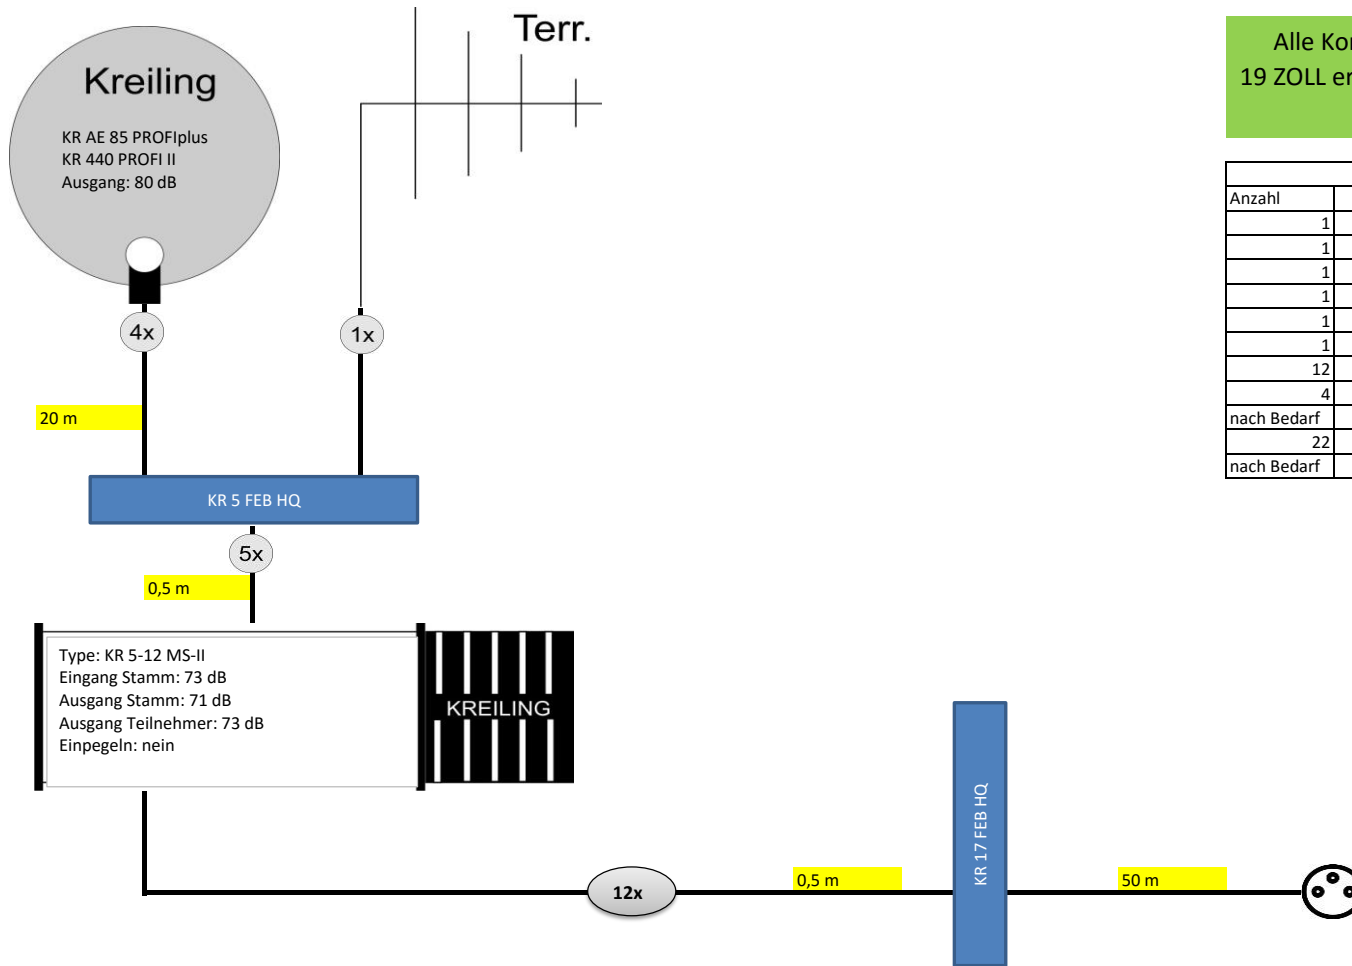 Terr.
Kreiling
KR AE 85 PROFIplus
KR 440 PROFI II
Ausgang: 80 dB
4x
1x
20 m
KR 5 FEB HQ
5x
0,5 m
Type: KR 5-12 MS-II
Eingang Stamm: 73 dB
Ausgang Stamm: 71 dB
Ausgang Teilnehmer: 73 dB
Einpegeln: nein
KREILING
12x
0,5 m
KR 17 FEB HQ
50 m
Alle
19 ZOLL
Anzahl
1
1
1
1
1
1
12
4
nach Bedarf
22
nach Bedarf